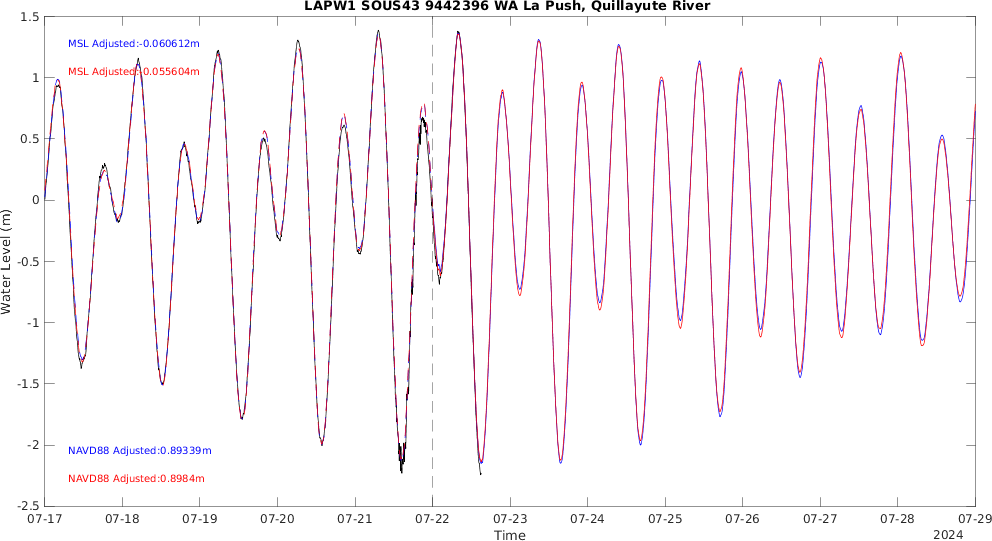 LAPW1 SOUS43 9442396 WA La Push, Quillayute River
MSL Adjusted:-0.060612m
MSL Adjusted:-0.055604m
NAVD88 Adjusted:0.89339m
NAVD88 Adjusted:0.8984m
Water Level (m)
1.5
1
0.5
0
-0.5
-1
-1.5
-2
-2.5
07-17 07-18 07-19 07-20 07-21 07-22 07-23 07-24 07-25 07-26 07-27 07-28 07-29
Time
2024